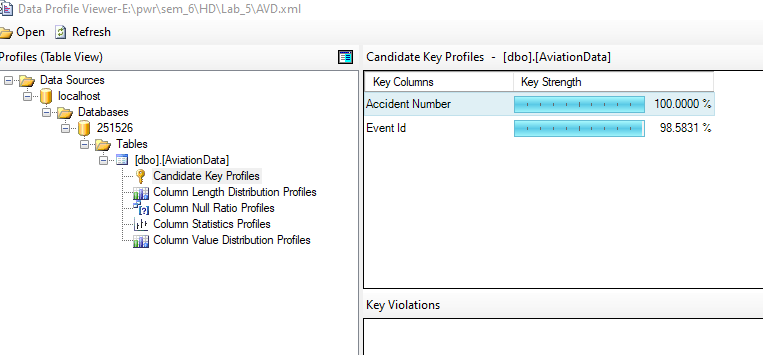 Data Profile Viewer-E:\pwr\sem_6\HD\Lab_5\AVD.xml
Open Refresh
Profiles (Table View)
Data Sources
localhost
Databases
251526
Tables
[dbo].[AviationData]
Candidate Key Profiles
Column Length Distribution Profiles
Column Null Ratio Profiles
Column Statistics Profiles
Column Value Distribution Profiles
Candidate Key Profiles - [dbo].[AviationData]
Key Columns Key Strength
Accident Number 100.0000 %
Event Id 98.5831 %
Key Violations